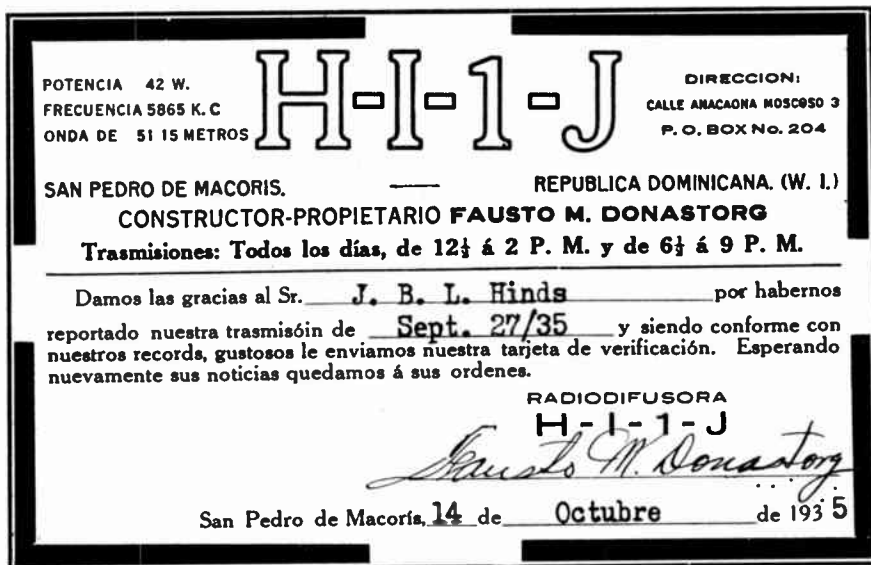 POTENCIA 42 W.
FRECUENCIA 5865 K. C
ONDA DE 51 15 METROS
H-I-1-J
DIRECCION:
CALLE ANACAONA MOSCOSO 3
P. O. BOX No. 204
SAN PEDRO DE MACORIS. — REPUBLICA DOMINICANA. (W. I.)
CONSTRUCTOR-PROPIETARIO FAUSTO M. DONASTORG
Trasmisiones: Todos los días, de 12½ á 2 P. M. y de 6½ á 9 P. M.
Damos las gracias al Sr. J. B. L. Hinds por habernos
reportado nuestra trasmisóin de Sept. 27/35 y siendo conforme con
nuestros records, gustosos le enviamos nuestra tarjeta de verificación. Esperando
nuevamente sus noticias quedamos á sus ordenes.
RADIODIFUSORA
H-I-1-J
Fausto M. Donastorg
San Pedro de Macorís, 14 de Octubre de 1935